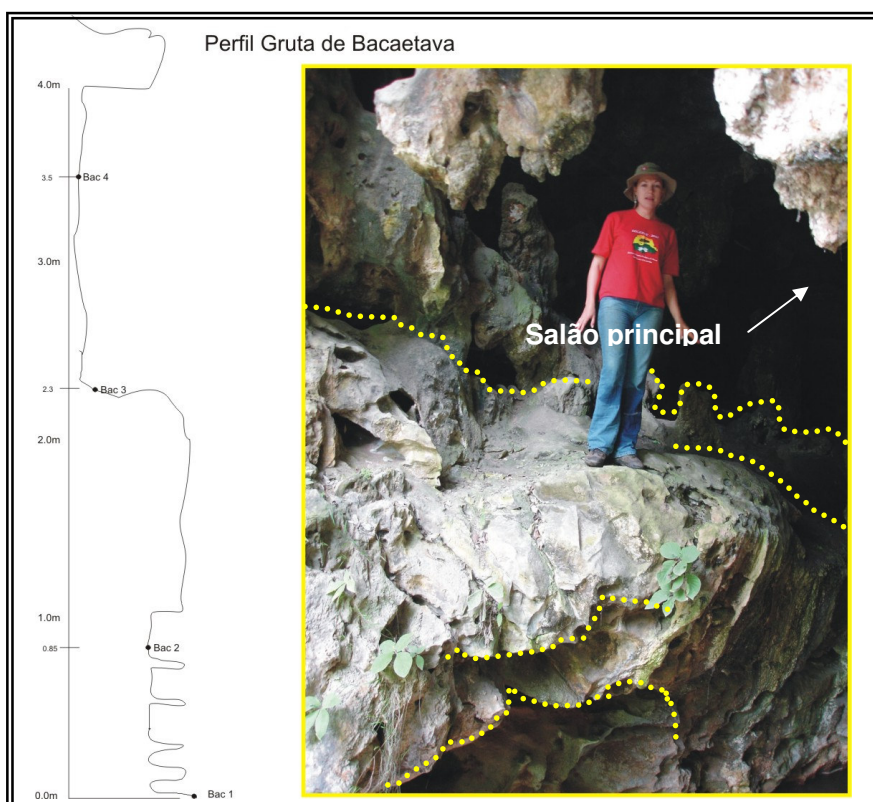 Perfil Gruta de Bacaetava
4.0m
3.5
Bac 4
3.0m
2.3
Bac 3
2.0m
1.0m
0.85
Bac 2
0.0m
Bac 1
Salão principal